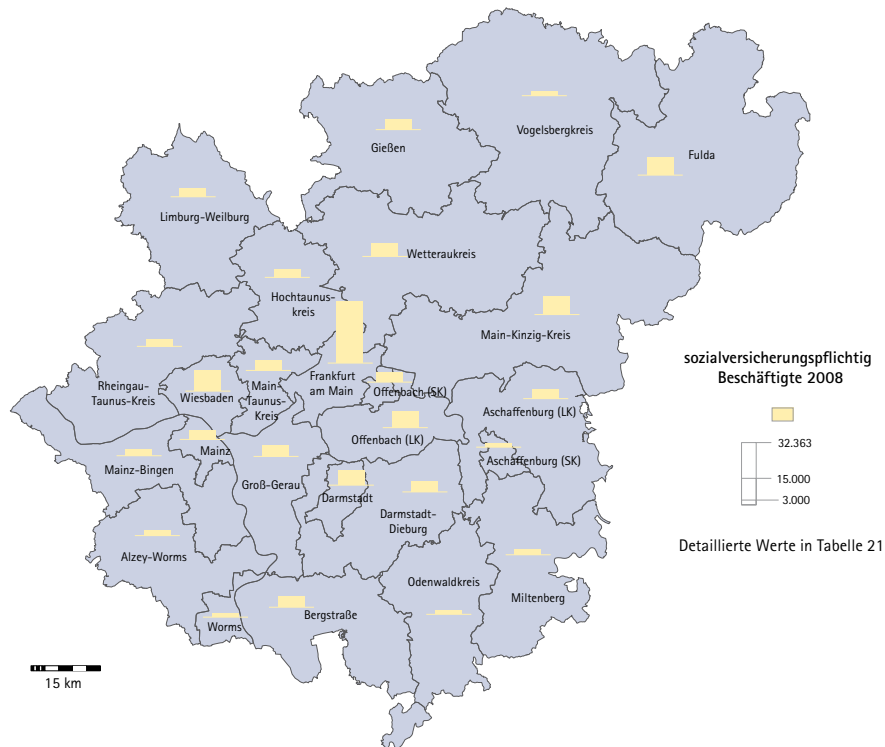 Vogelsbergkreis
Gießen
Fulda
Limburg-Weilburg
Wetteraukreis
Hochtaunus-
kreis
Main-Kinzig-Kreis
Rheingau-
Taunus-Kreis
Wiesbaden
Main-
Taunus-
Kreis
Frankfurt
am Main
Offenbach (SK)
Aschaffenburg (LK)
Mainz-Bingen
Mainz
Offenbach (LK)
Aschaffenburg (SK)
Groß-Gerau
Darmstadt
Darmstadt-
Dieburg
Alzey-Worms
Odenwaldkreis
Miltenberg
Worms
Bergstraße
15 km
sozialversicherungspflichtig
Beschäftigte 2008
32.363
15.000
3.000
Detaillierte Werte in Tabelle 21